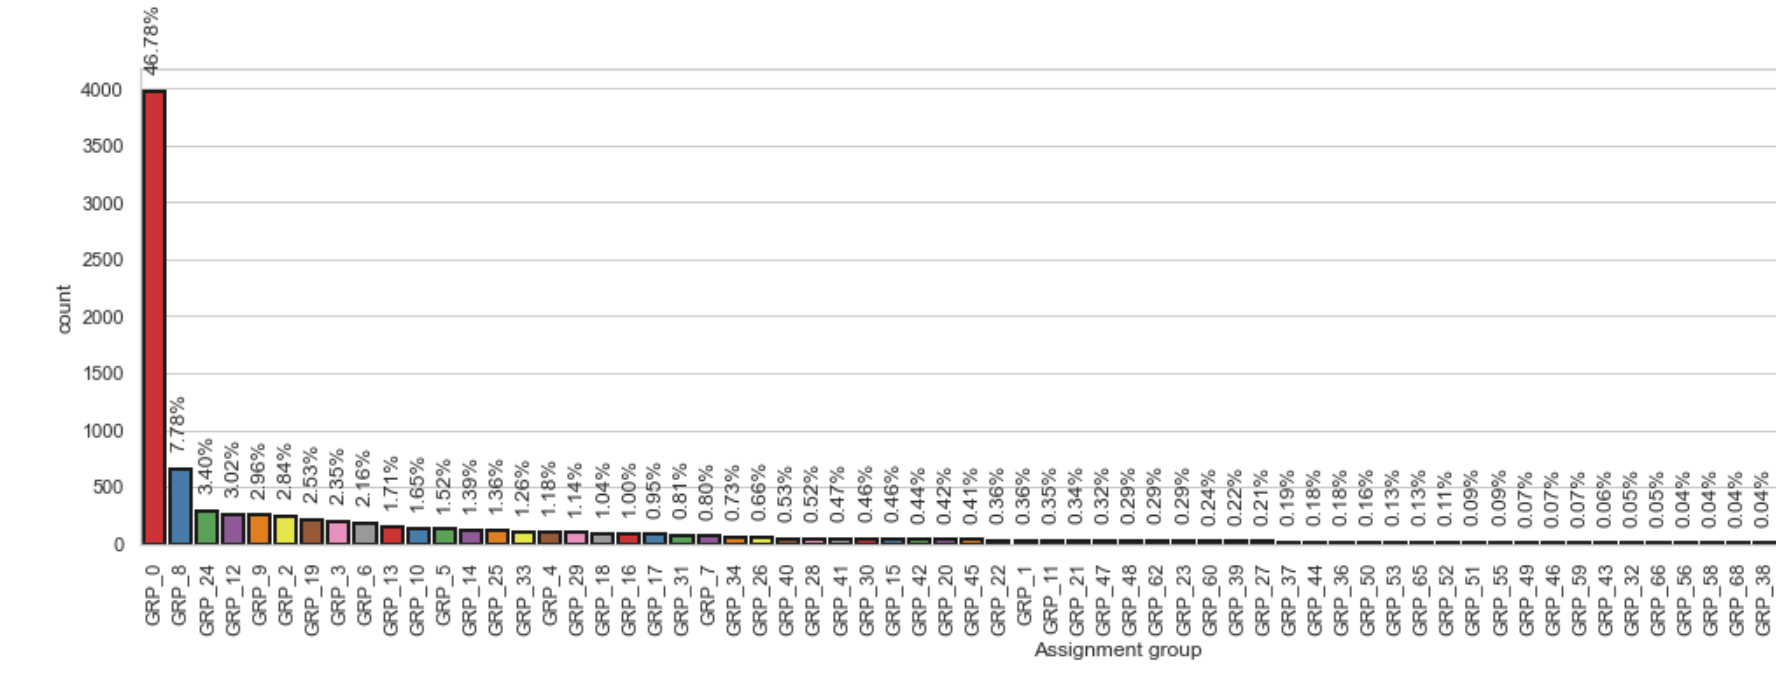 46.78%
4000
3500
3000
2500
2000
1500
1000
500
0
count
7.78%
3.40%
3.02%
2.96%
2.84%
2.53%
2.35%
2.16%
1.71%
1.65%
1.52%
1.39%
1.36%
1.26%
1.18%
1.14%
1.04%
1.00%
0.95%
0.81%
0.80%
0.73%
0.66%
0.53%
0.52%
0.47%
0.46%
0.46%
0.44%
0.42%
0.41%
0.36%
0.36%
0.35%
0.34%
0.32%
0.29%
0.29%
0.29%
0.24%
0.22%
0.21%
0.19%
0.18%
0.18%
0.16%
0.13%
0.13%
0.11%
0.09%
0.09%
0.07%
0.07%
0.07%
0.06%
0.05%
0.05%
0.04%
0.04%
0.04%
0.04%
GRP_0
GRP_8
GRP_24
GRP_12
GRP_9
GRP_2
GRP_19
GRP_3
GRP_6
GRP_13
GRP_10
GRP_5
GRP_14
GRP_25
GRP_33
GRP_4
GRP_29
GRP_18
GRP_16
GRP_17
GRP_31
GRP_7
GRP_34
GRP_26
GRP_40
GRP_28
GRP_41
GRP_30
GRP_15
GRP_42
GRP_20
GRP_45
GRP_22
GRP_1
GRP_11
GRP_21
GRP_47
GRP_48
GRP_62
GRP_23
GRP_60
GRP_39
GRP_27
GRP_37
GRP_44
GRP_36
GRP_50
GRP_53
GRP_65
GRP_52
GRP_51
GRP_55
GRP_49
GRP_46
GRP_59
GRP_43
GRP_32
GRP_66
GRP_56
GRP_58
GRP_68
GRP_38
Assignment group